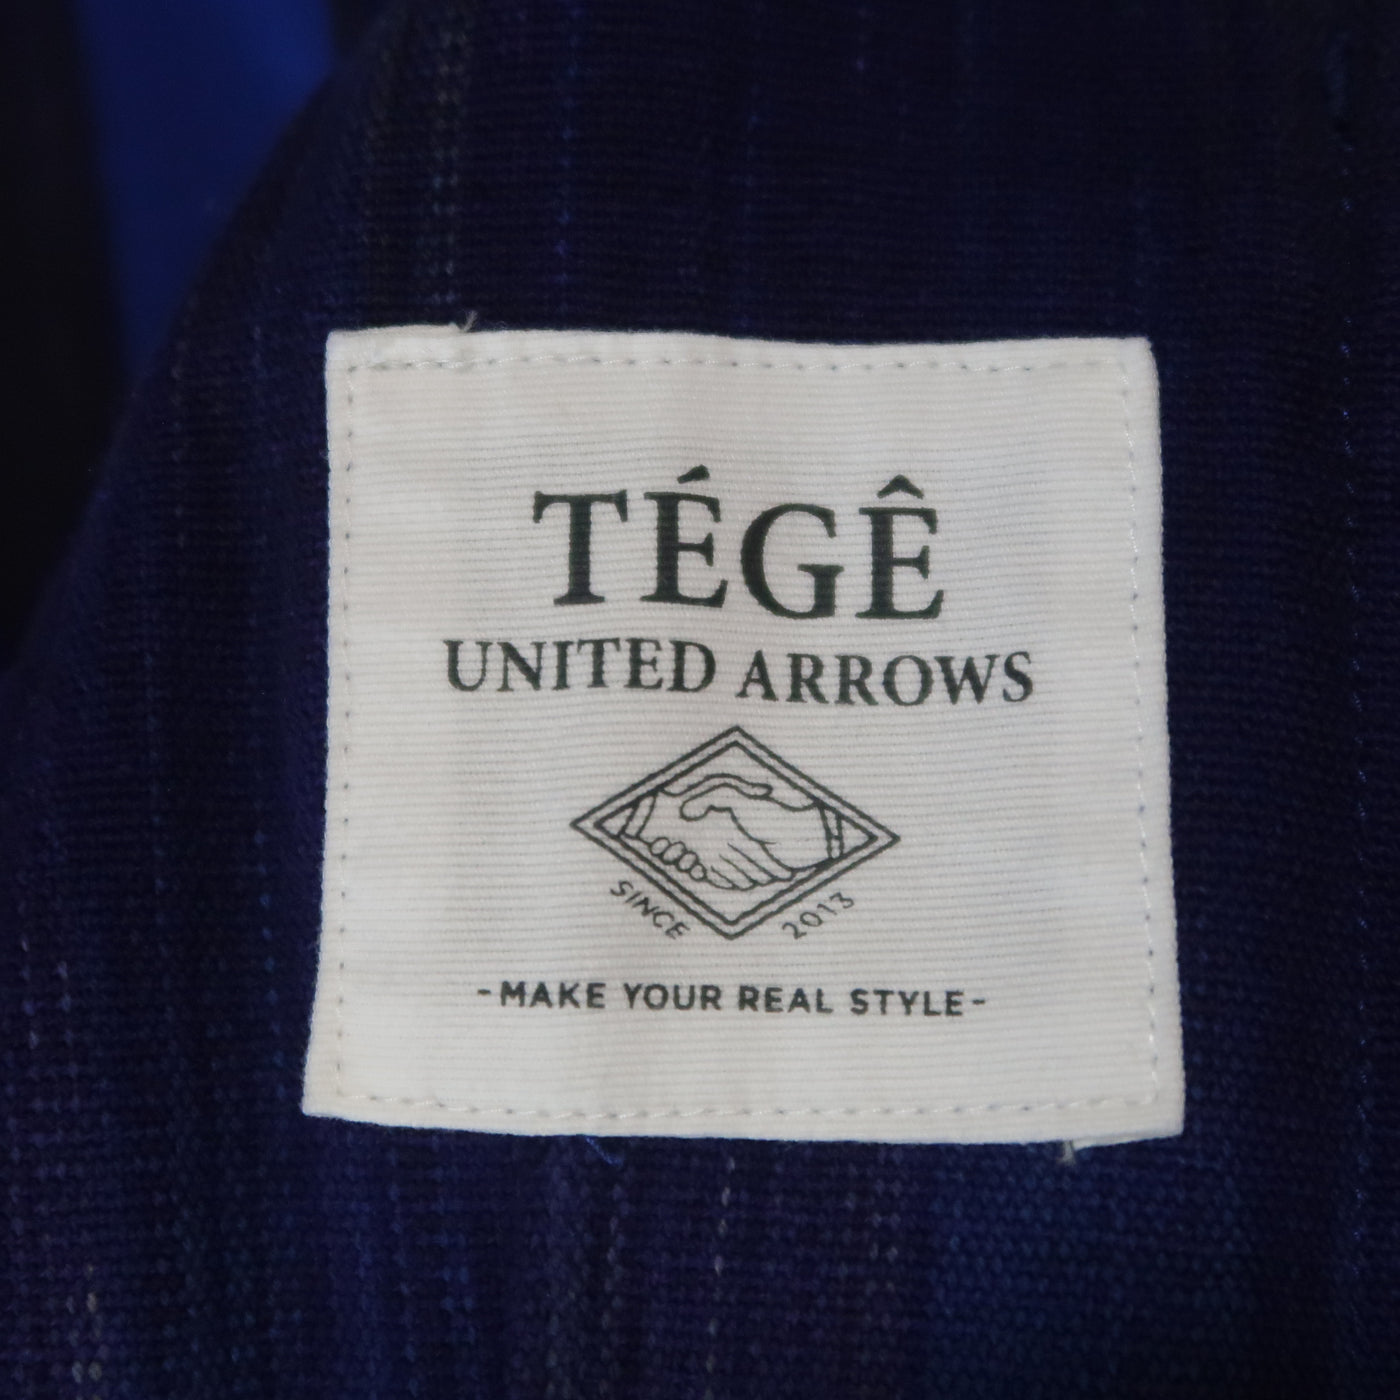 TÉGÊ
UNITED ARROWS
SINCE 2013
-MAKE YOUR REAL STYLE-